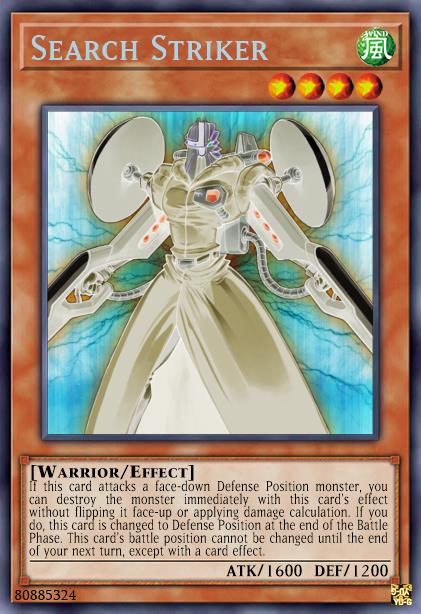 SEARCH STRIKER
WIND
風
[WARRIOR/EFFECT]
If this card attacks a face-down Defense Position monster, you
can destroy the monster immediately with this card's effect
without flipping it face-up or applying damage calculation. If you
do, this card is changed to Defense Position at the end of the Battle
Phase. This card's battle position cannot be changed until the end
of your next turn, except with a card effect.
ATK/1600 DEF/1200
80885324